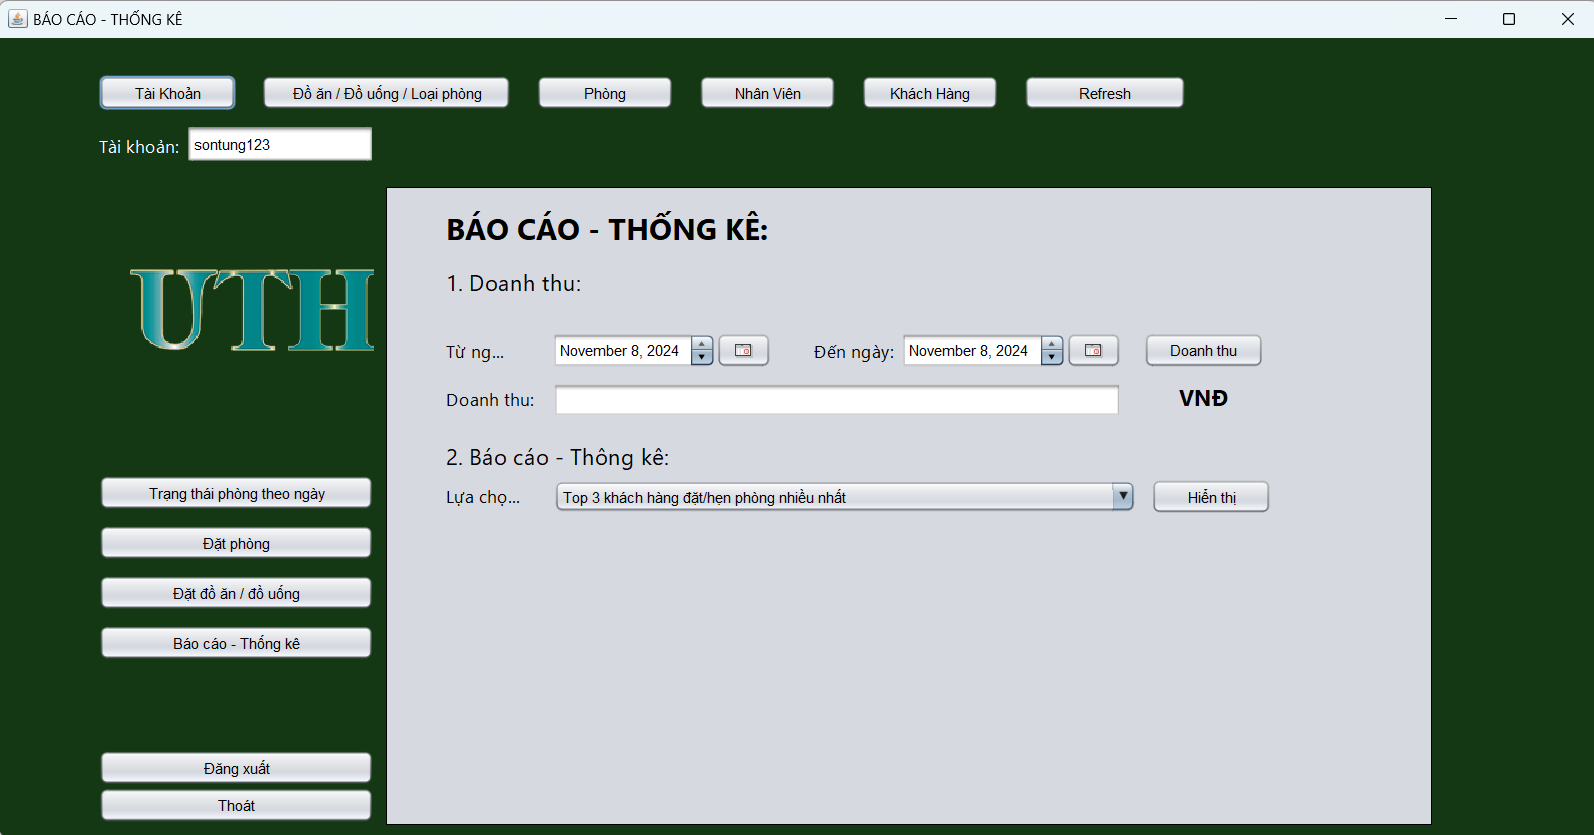 BÁO CÁO - THỐNG KÊ
Tài Khoản Đồ ăn / Đồ uống / Loại phòng Phòng Nhân Viên Khách Hàng Refresh
Tài khoản: sontung123
UTH
BÁO CÁO - THỐNG KÊ:
1. Doanh thu:
Từ ng... November 8, 2024 Đến ngày: November 8, 2024 Doanh thu
Doanh thu: VNĐ
2. Báo cáo - Thông kê:
Lựa chọ... Top 3 khách hàng đặt/hẹn phòng nhiều nhất Hiển thị
Trạng thái phòng theo ngày
Đặt phòng
Đặt đồ ăn / đồ uống
Báo cáo - Thống kê
Đăng xuất
Thoát